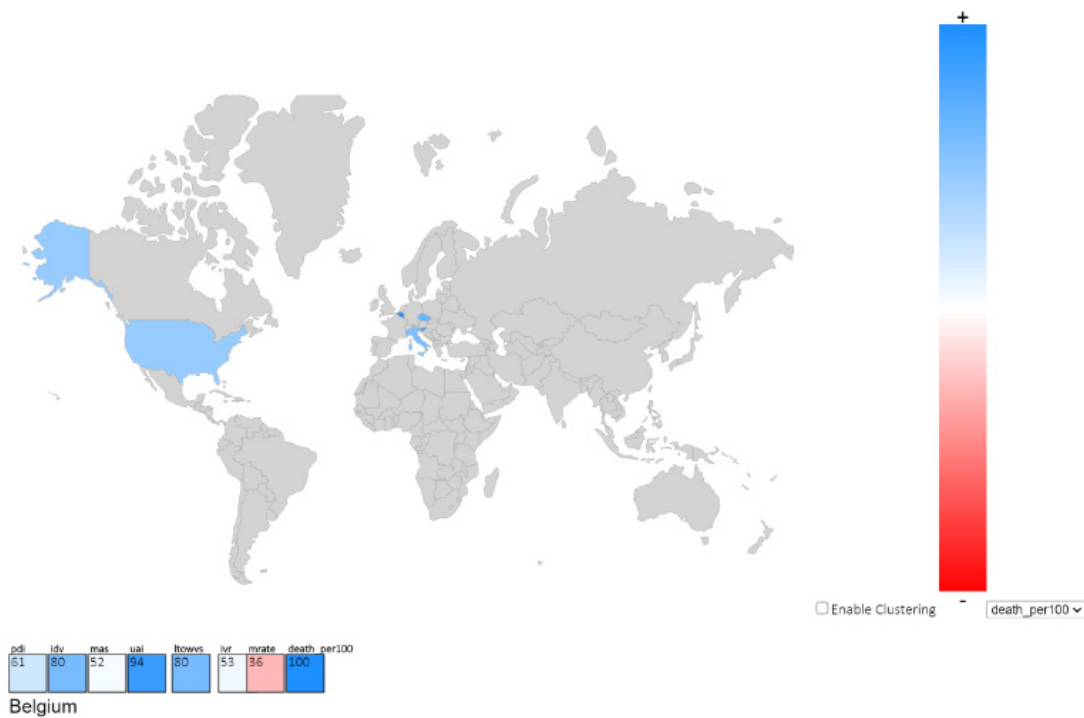 +
-
Enable Clustering
death_per100
pdi idv mas uai ltowvs ivr mrate death_per100
61 80 52 94 80 53 36 100
Belgium